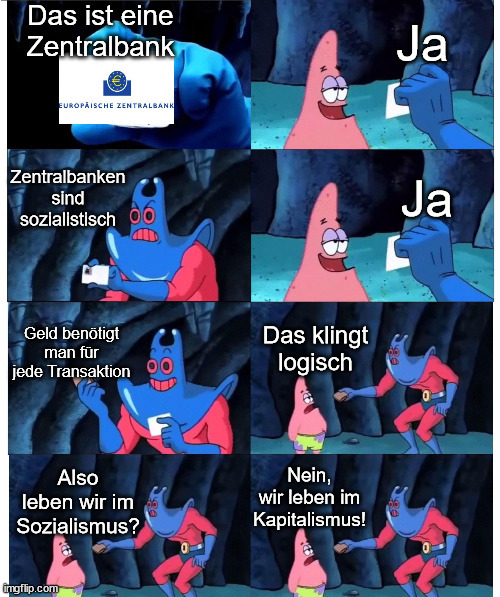 Das ist eine
Zentralbank
EUROPÄISCHE ZENTRALBANK
Ja
Zentralbanken
sind
sozialistisch
Ja
Geld benötigt
man für
jede Transaktion
Das klingt
logisch
Also
leben wir im
Sozialismus?
Nein,
wir leben im
Kapitalismus!
imgflip.com